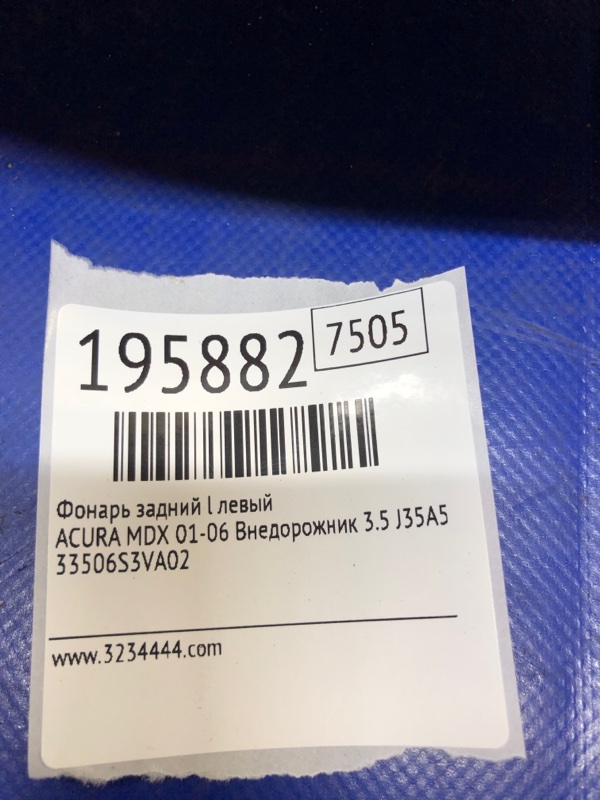 195882 7505
Фонарь задний l левый
ACURA MDX 01-06 Внедорожник 3.5 J35A5
33506S3VA02
www.3234444.com